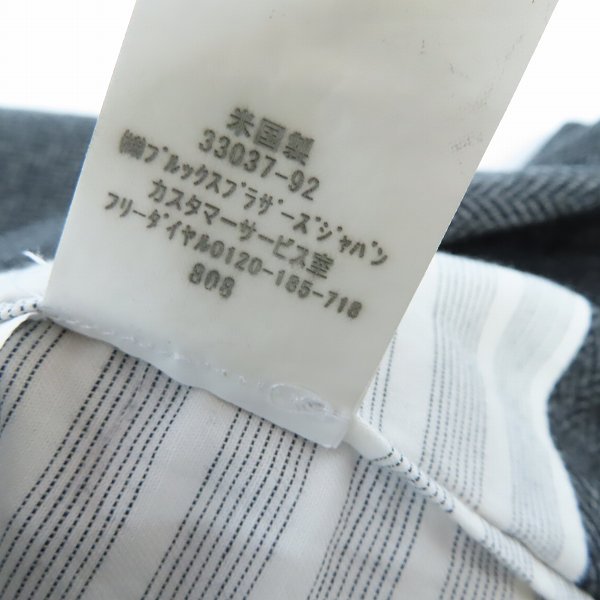 米国製
33037-92
㈱ﾌﾞﾙｯｸｽﾌﾞﾗｻﾞｰｽﾞｼﾞｬﾊﾟﾝ
カスタマーサービス室
フリーダイヤル0120-185-718
808